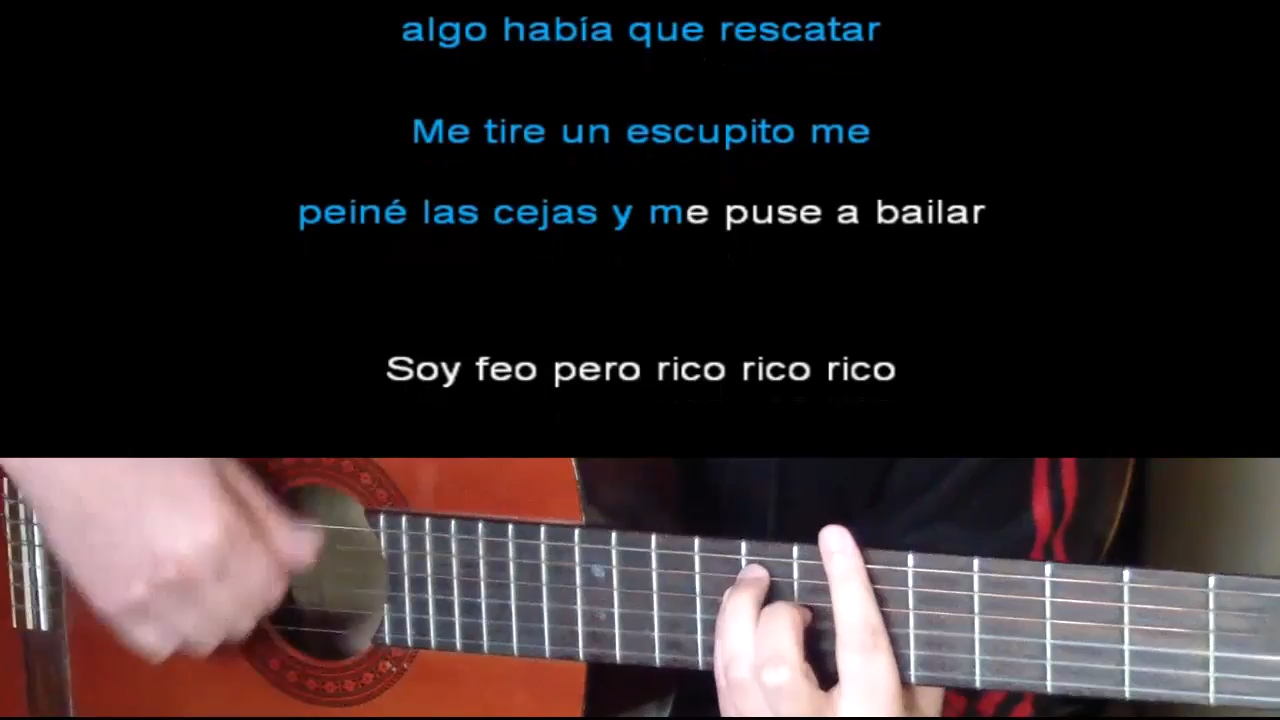 algo había que rescatar
Me tire un escupito me
peiné las cejas y me puse a bailar
Soy feo pero rico rico rico